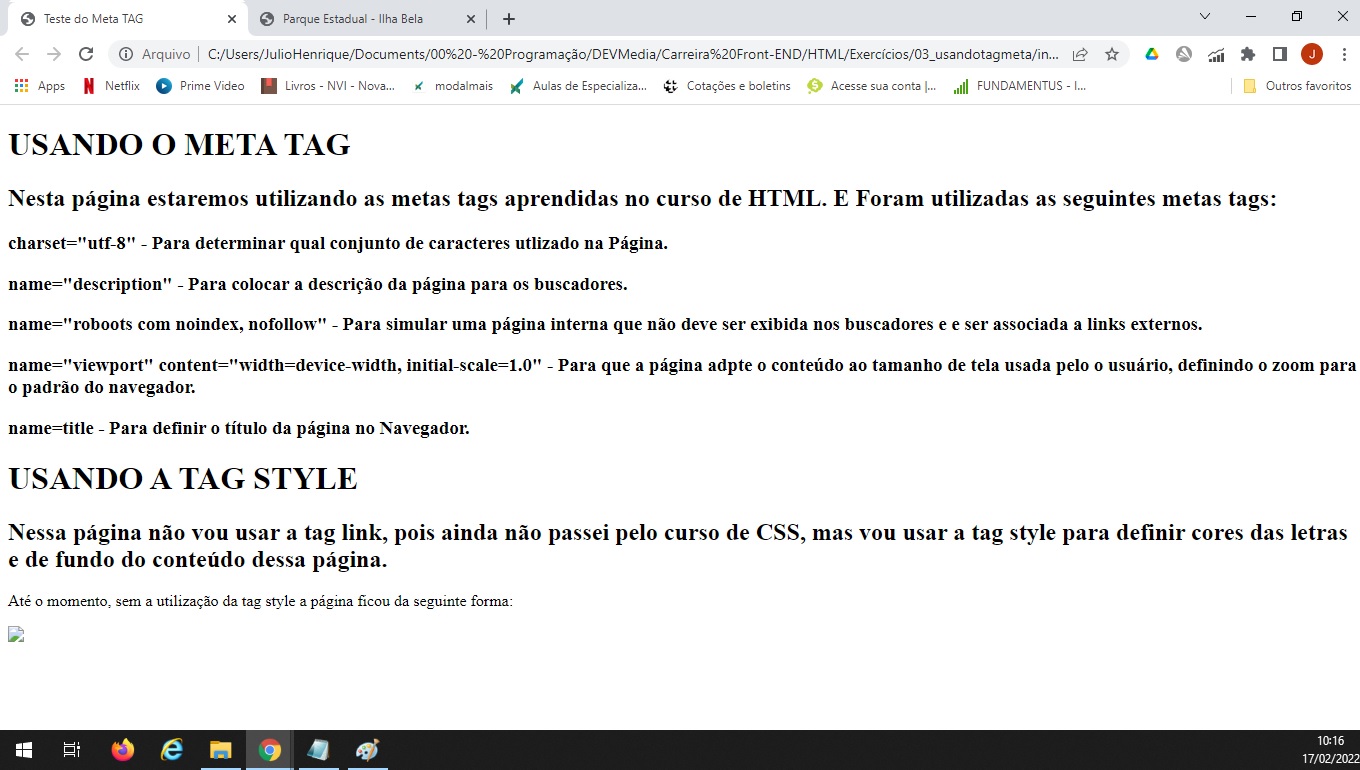 Teste do Meta TAG
Parque Estadual - Ilha Bela
Arquivo | C:/Users/JulioHenrique/Documents/00%20-%20Programação/DEVMedia/Carreira%20Front-END/HTML/Exercícios/03_usandotagmeta/in...
J
Apps
Netflix
Prime Video
Livros - NVI - Nova...
modalmais
Aulas de Especializa...
Cotações e boletins
Acesse sua conta |...
FUNDAMENTUS - I...
Outros favoritos
USANDO O META TAG
Nesta página estaremos utilizando as metas tags aprendidas no curso de HTML. E Foram utilizadas as seguintes metas tags:
charset="utf-8" - Para determinar qual conjunto de caracteres utlizado na Página.
name="description" - Para colocar a descrição da página para os buscadores.
name="roboots com noindex, nofollow" - Para simular uma página interna que não deve ser exibida nos buscadores e e ser associada a links externos.
name="viewport" content="width=device-width, initial-scale=1.0" - Para que a página adpte o conteúdo ao tamanho de tela usada pelo o usuário, definindo o zoom para
o padrão do navegador.
name=title - Para definir o título da página no Navegador.
USANDO A TAG STYLE
Nessa página não vou usar a tag link, pois ainda não passei pelo curso de CSS, mas vou usar a tag style para definir cores das letras
e de fundo do conteúdo dessa página.
Até o momento, sem a utilização da tag style a página ficou da seguinte forma:
10:16
17/02/2022